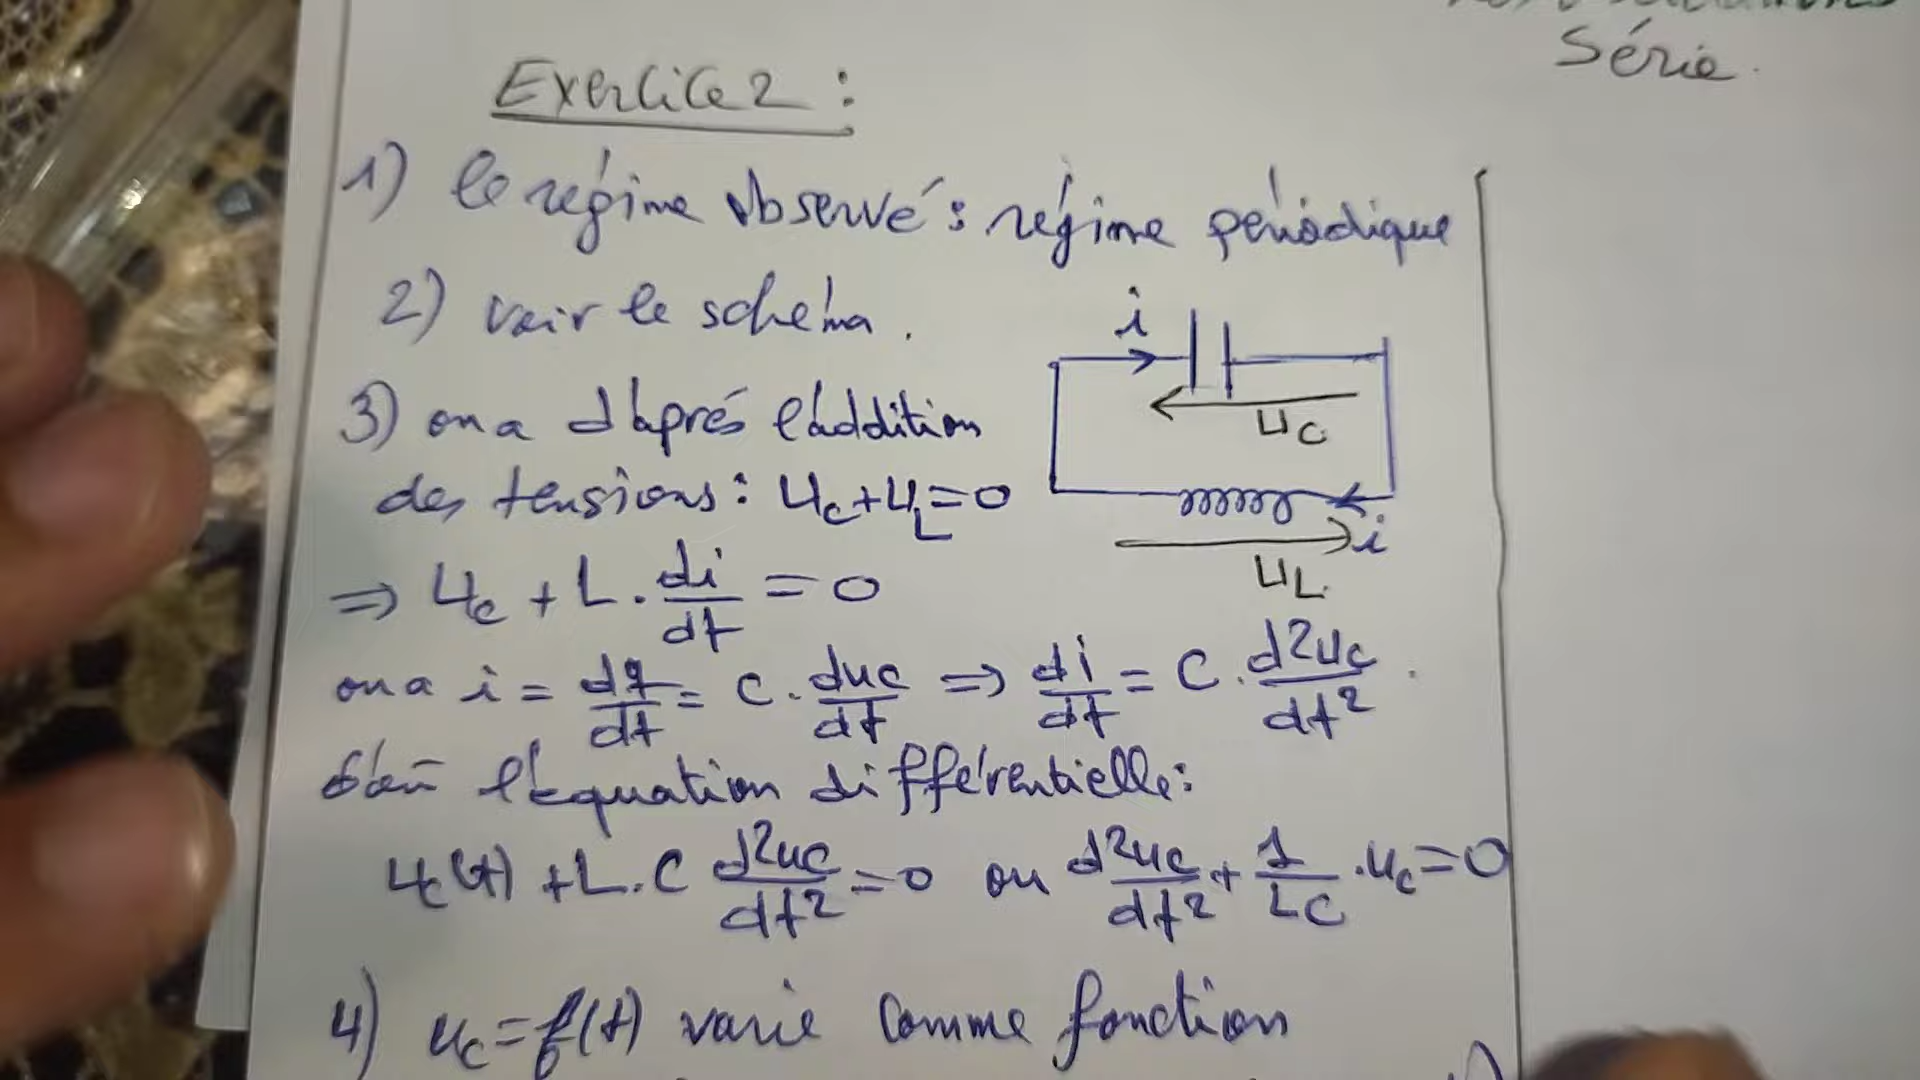 Série.
Exercice 2 :
1) le régime observé : régime périodique
2) voir le schéma.
i
uc
i
uL
3) on a d'aprés l'addition
des tensions : uc + uL = 0
⇒ uc + L . di/dt = 0
on a i = dq/dt = C . duc/dt ⇒ di/dt = C . d²uc/dt² .
d'où l'équation différentielle :
uc(t) + L.C d²uc/dt² = 0 ou d²uc/dt² + 1/LC . uc = 0
4) uc = f(t) varie comme fonction